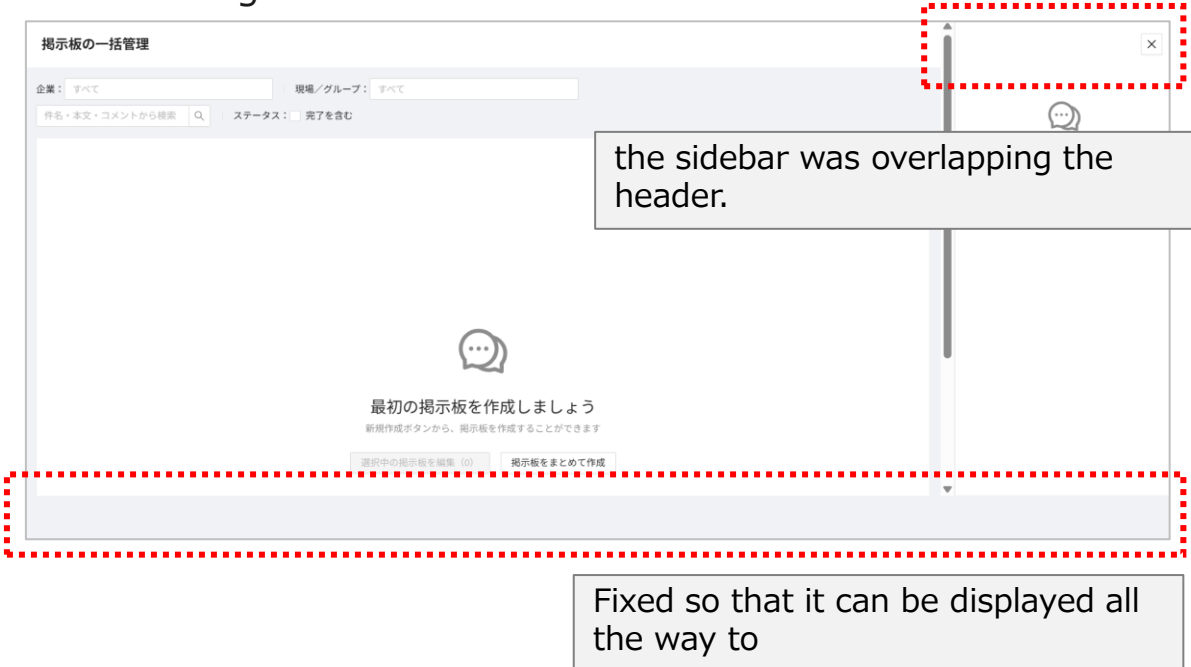 掲示板の一括管理
企業： すべて 現場／グループ： すべて
件名・本文・コメントから検索 ステータス： 完了を含む
the sidebar was overlapping the
header.
最初の掲示板を作成しましょう
新規作成ボタンから、掲示板を作成することができます
選択中の掲示板を編集（0） 掲示板をまとめて作成
Fixed so that it can be displayed all
the way to